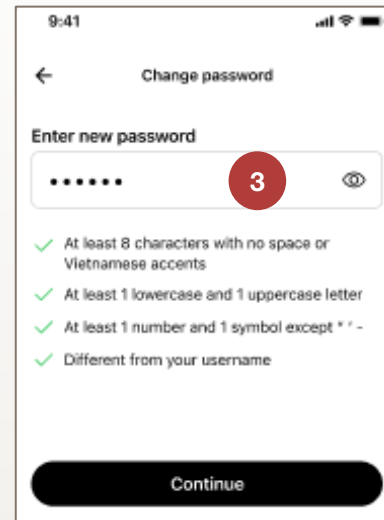 9:41
Change password
Enter new password
••••••
3
At least 8 characters with no space or
Vietnamese accents
At least 1 lowercase and 1 uppercase letter
At least 1 number and 1 symbol except * ' -
Different from your username
Continue